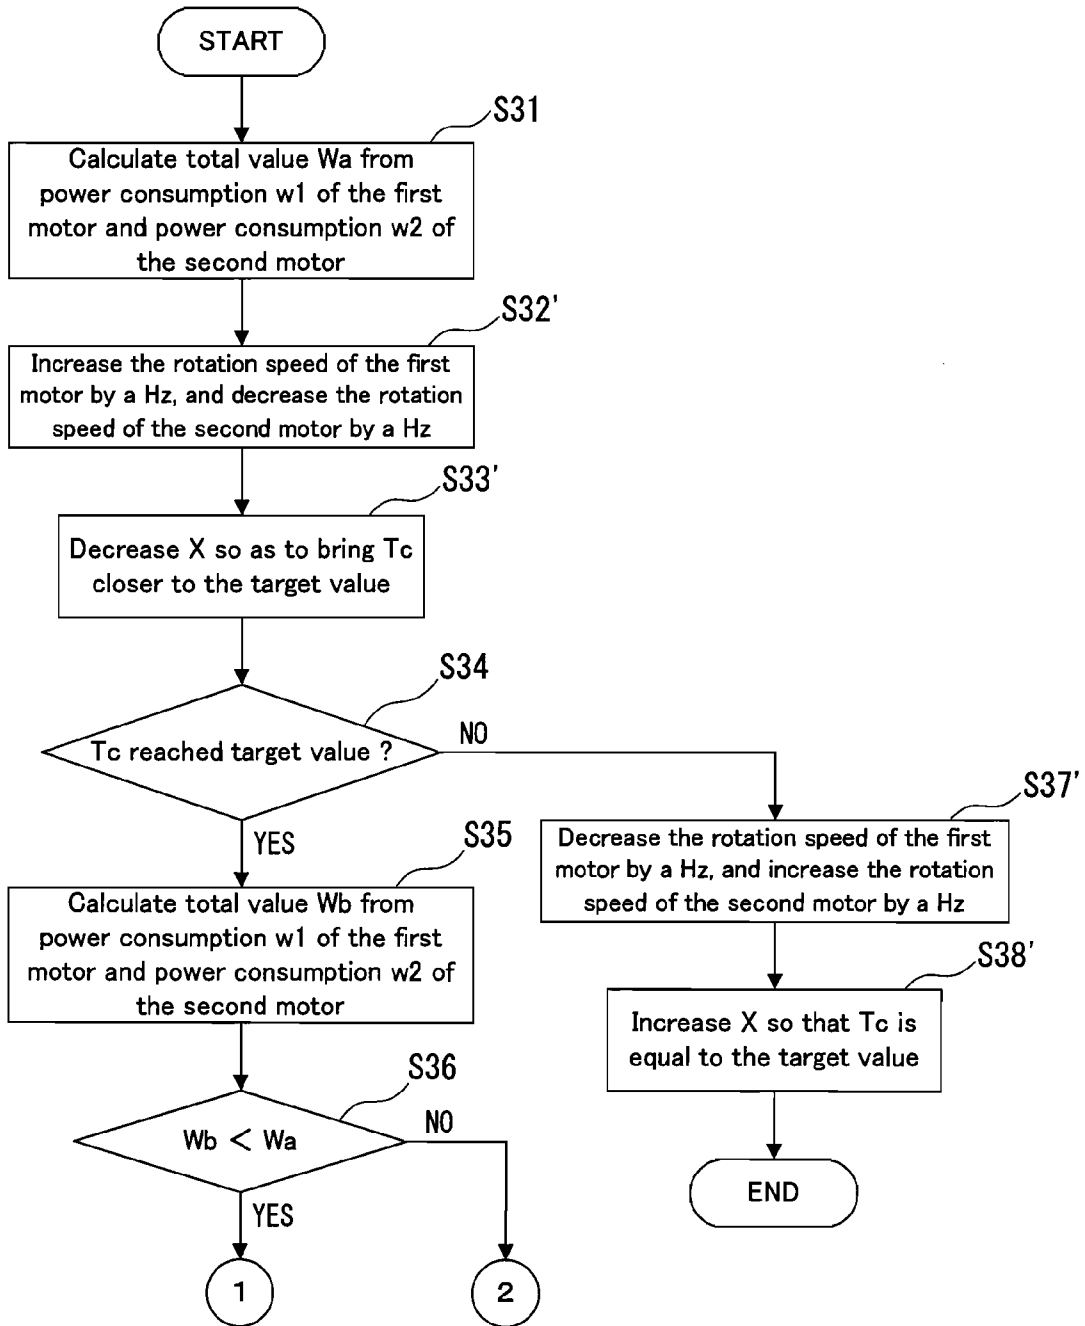 START
S31
Calculate total value Wa from
power consumption w1 of the first
motor and power consumption w2 of
the second motor
S32'
Increase the rotation speed of the first
motor by a Hz, and decrease the rotation
speed of the second motor by a Hz
S33'
Decrease X so as to bring Tc
closer to the target value
S34
Tc reached target value ?
NO
YES
S37'
Decrease the rotation speed of the first
motor by a Hz, and increase the rotation
speed of the second motor by a Hz
S35
Calculate total value Wb from
power consumption w1 of the first
motor and power consumption w2 of
the second motor
S38'
Increase X so that Tc is
equal to the target value
S36
Wb < Wa
NO
YES
END
1
2